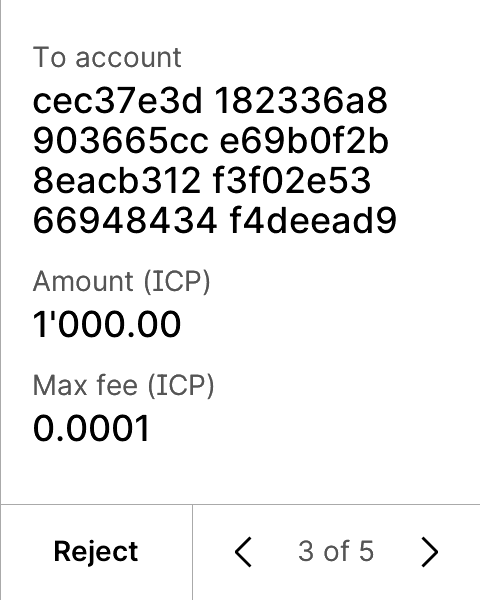 To account
cec37e3d 182336a8
903665cc e69b0f2b
8eacb312 f3f02e53
66948434 f4deead9
Amount (ICP)
1'000.00
Max fee (ICP)
0.0001
Reject
3 of 5